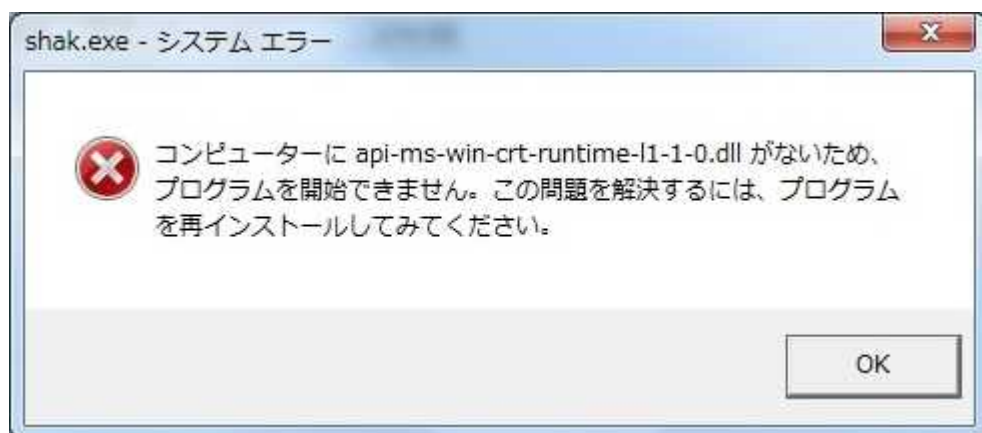 shak.exe - システム エラー
コンピューターに api-ms-win-crt-runtime-l1-1-0.dll がないため、
プログラムを開始できません。この問題を解決するには、プログラム
を再インストールしてみてください。
OK